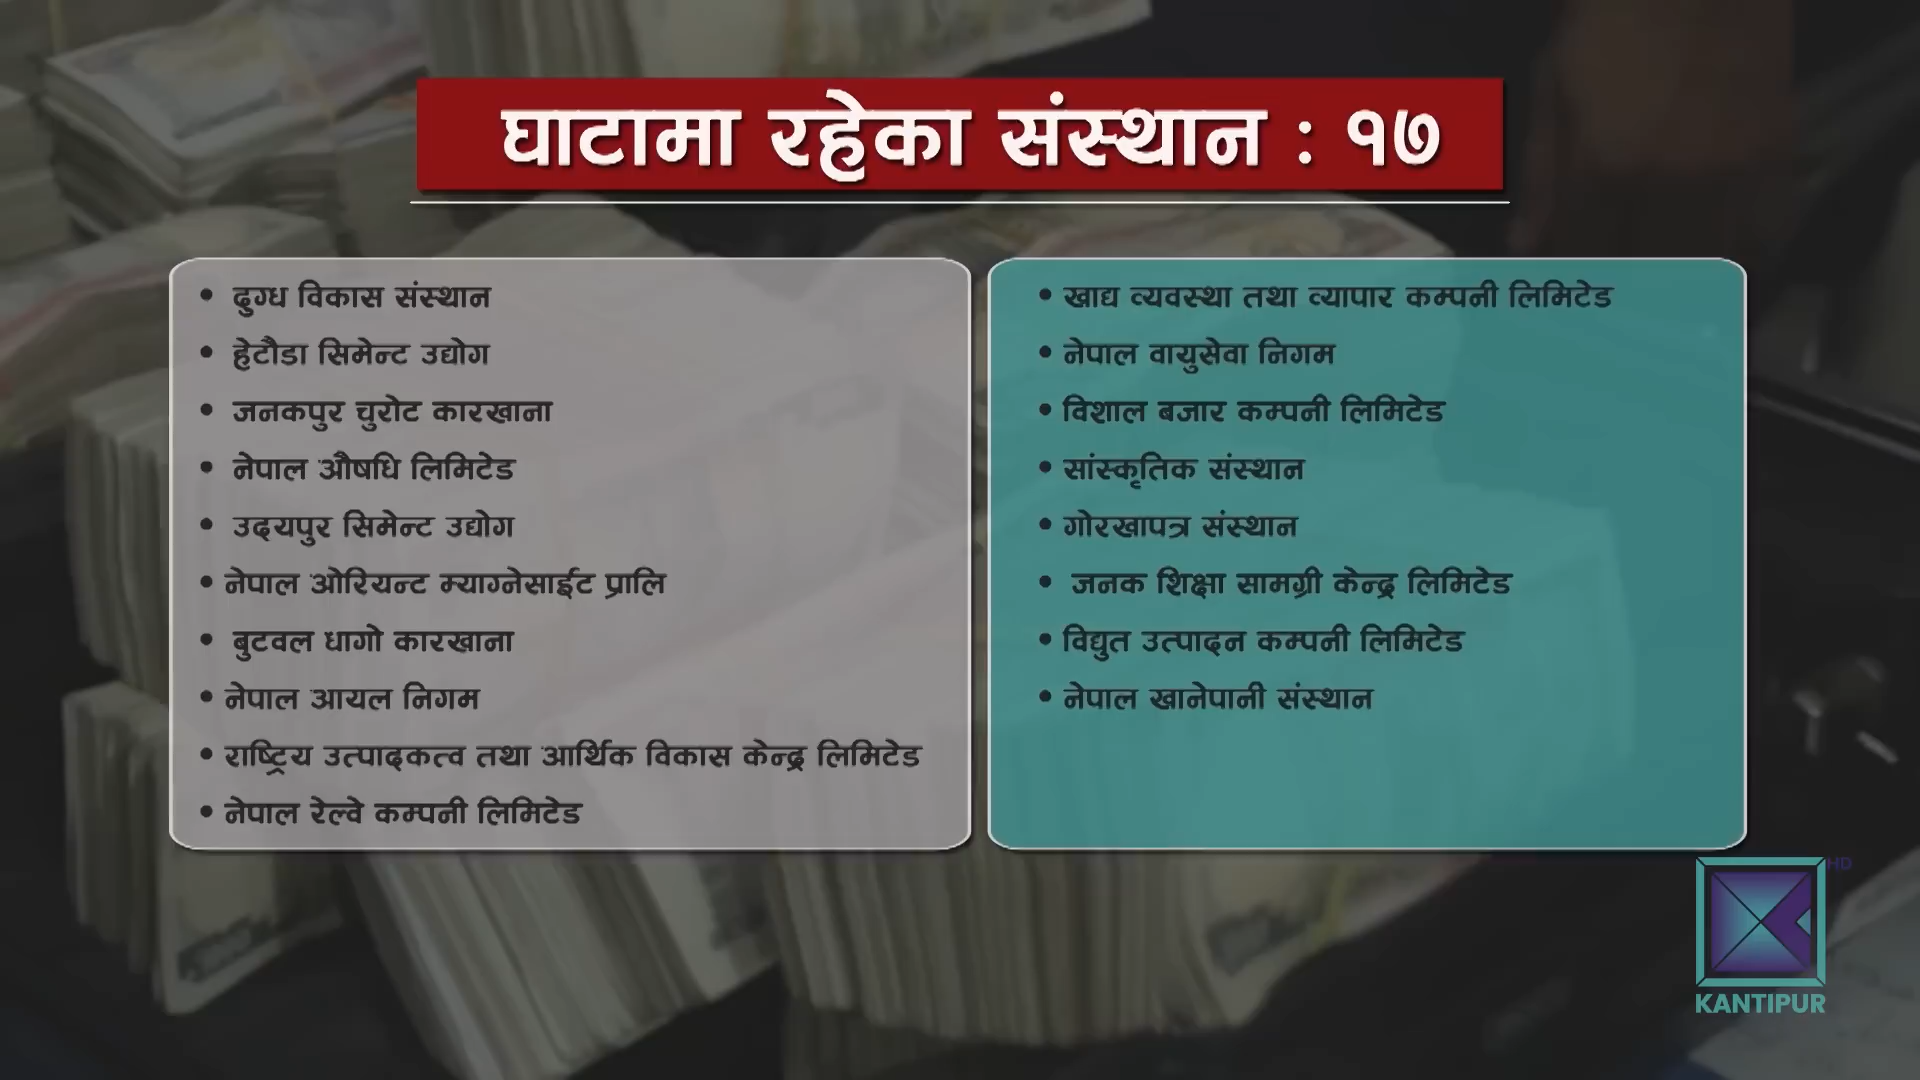 घाटामा रहेका संस्थान : १७
• दुग्ध विकास संस्थान
• हेटौडा सिमेन्ट उद्योग
• जनकपुर चुरोट कारखाना
• नेपाल औषधि लिमिटेड
• उदयपुर सिमेन्ट उद्योग
• नेपाल ओरियन्ट म्याग्नेसाईट प्रालि
• बुटवल धागो कारखाना
• नेपाल आयल निगम
• राष्ट्रिय उत्पादकत्व तथा आर्थिक विकास केन्द्र लिमिटेड
• नेपाल रेल्वे कम्पनी लिमिटेड
• खाद्य व्यवस्था तथा व्यापार कम्पनी लिमिटेड
• नेपाल वायुसेवा निगम
• विशाल बजार कम्पनी लिमिटेड
• सांस्कृतिक संस्थान
• गोरखापत्र संस्थान
• जनक शिक्षा सामग्री केन्द्र लिमिटेड
• विद्युत उत्पादन कम्पनी लिमिटेड
• नेपाल खानेपानी संस्थान
HD
KANTIPUR